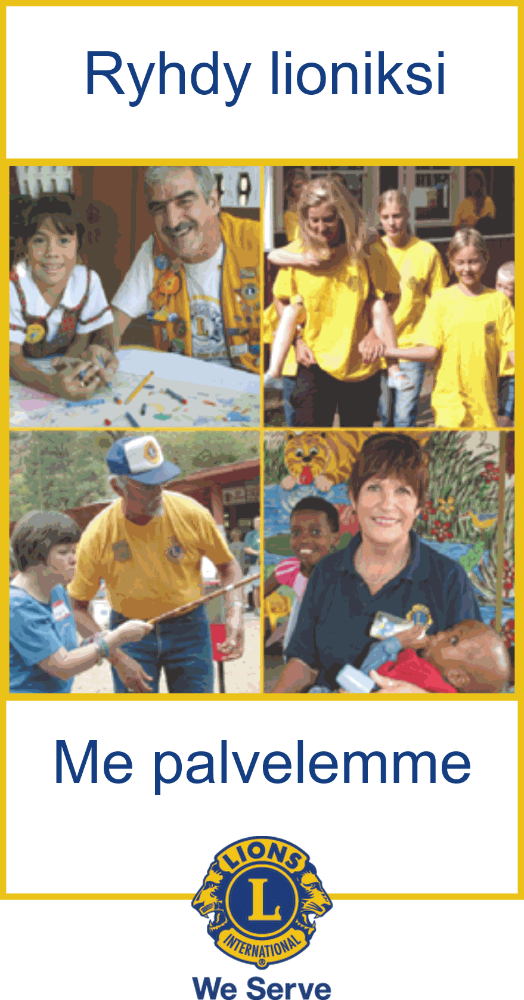 Ryhdy lioniksi
L
Me palvelemme
LIONS
L
INTERNATIONAL
®
We Serve